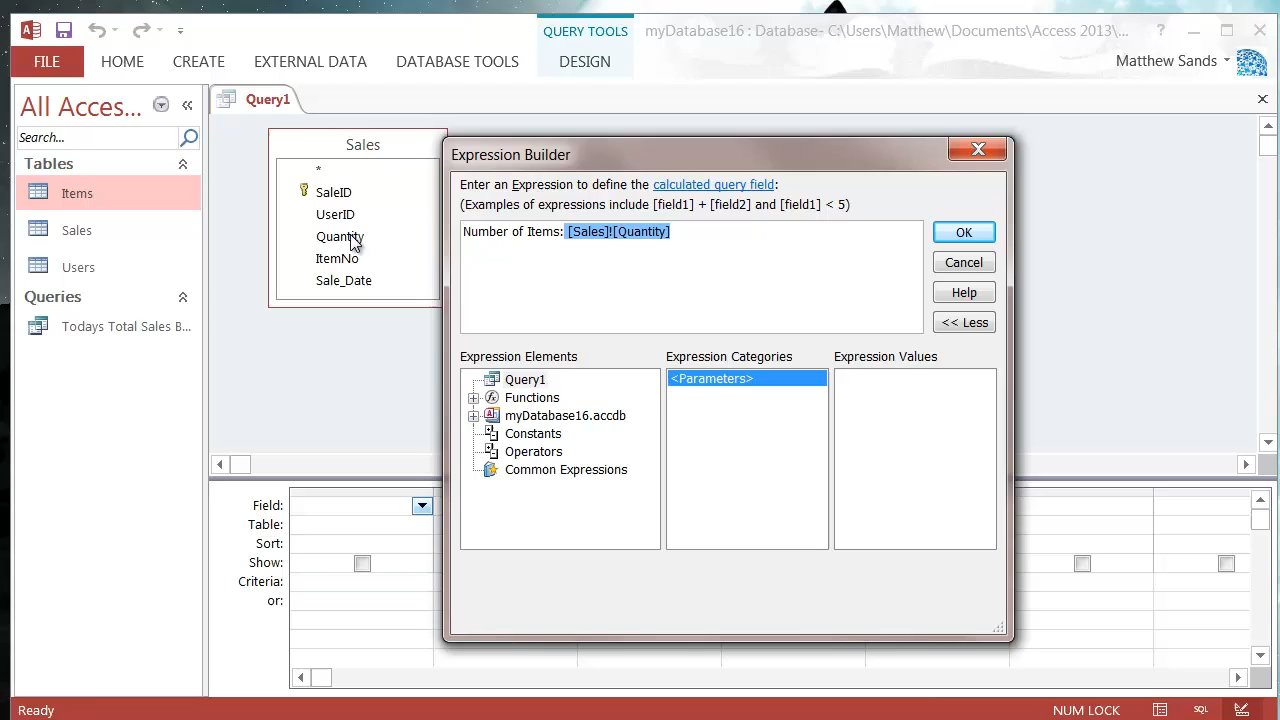 QUERY TOOLS
myDatabase16 : Database- C:\Users\Matthew\Documents\Access 2013\...
?
FILE
HOME
CREATE
EXTERNAL DATA
DATABASE TOOLS
DESIGN
Matthew Sands
All Acces...
Search...
Tables
Items
Sales
Users
Queries
Todays Total Sales B...
Query1
Sales
*
SaleID
UserID
Quantity
ItemNo
Sale_Date
Expression Builder
Enter an Expression to define the calculated query field:
(Examples of expressions include [field1] + [field2] and [field1] < 5)
Number of Items: [Sales]![Quantity]
OK
Cancel
Help
<< Less
Expression Elements
Query1
Functions
myDatabase16.accdb
Constants
Operators
Common Expressions
Expression Categories
<Parameters>
Expression Values
Field:
Table:
Sort:
Show:
Criteria:
or:
Ready
NUM LOCK
SQL